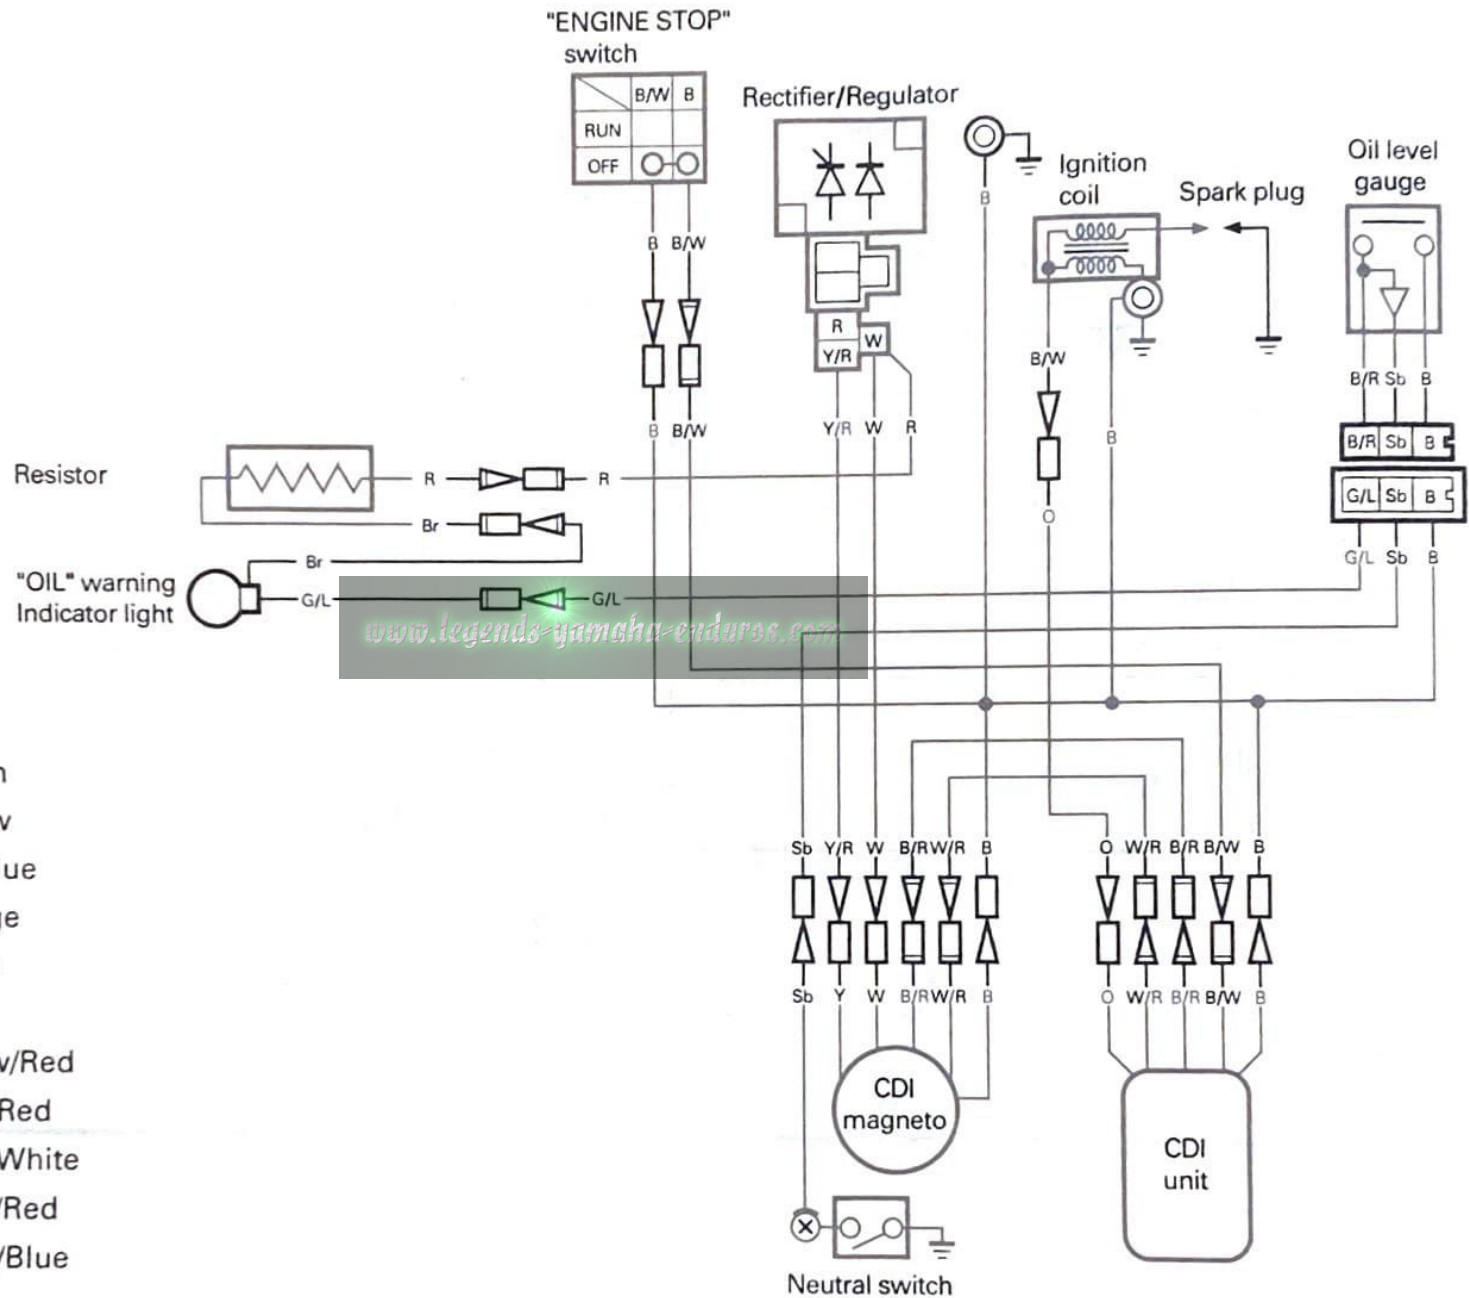 "ENGINE STOP"
switch
B/W B
RUN
OFF
Rectifier/Regulator
Ignition
coil
Spark plug
Oil level
gauge
B
B B/W
R
Y/R W
B/W
B/R Sb B
B B/W
Y/R W R
B
B/R Sb B
Resistor
R R
G/L Sb B
O
Br
Br
G/L Sb B
"OIL" warning
Indicator light
G/L G/L
www.legends-yamaha-enduros.com
ue
w/Red
Red
White
/Red
/Blue
Sb Y/R W B/R W/R B O W/R B/R B/W B
Sb Y W B/R W/R B O W/R B/R B/W B
CDI
magneto
CDI
unit
Neutral switch